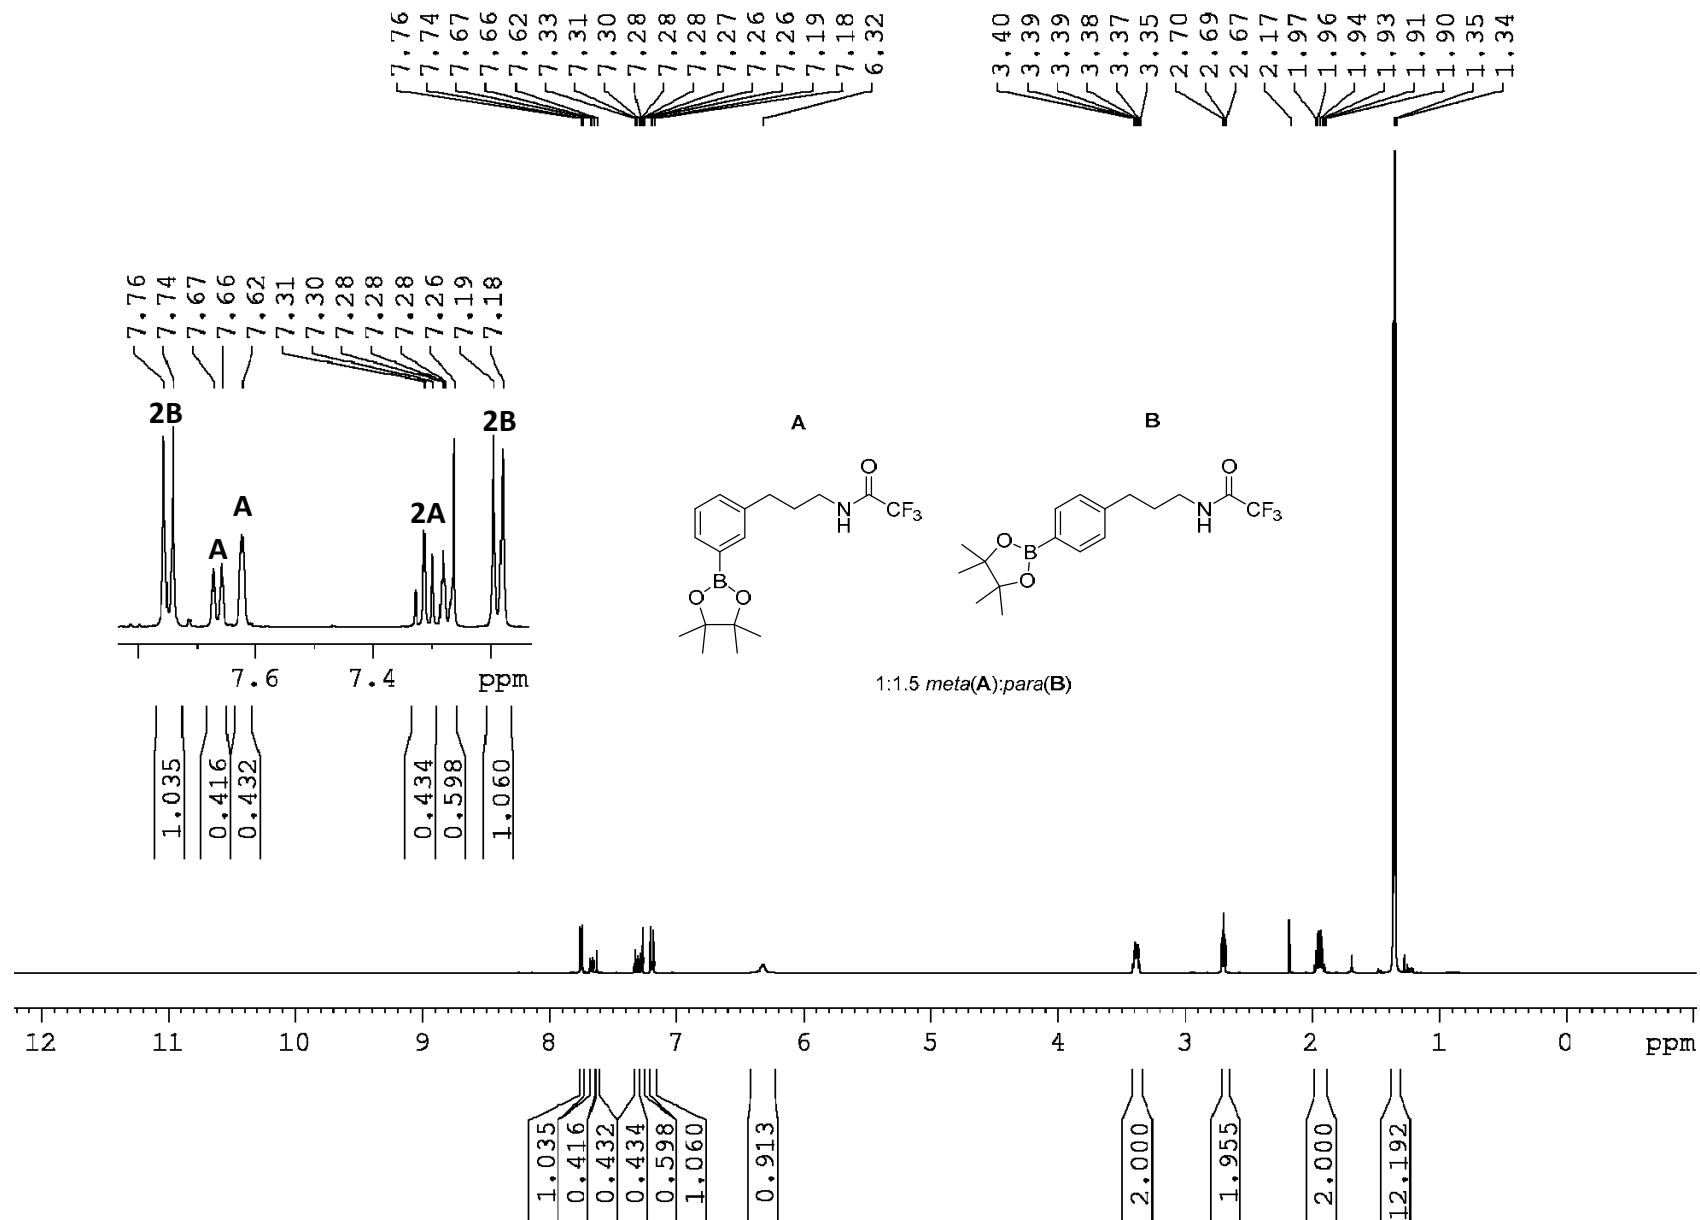 7.76 7.74 7.67 7.66 7.62 7.33 7.31 7.30 7.28 7.28 7.28 7.27 7.26 7.26 7.19 7.18 6.32
3.40 3.39 3.39 3.38 3.37 3.35 2.70 2.69 2.67 2.17 1.97 1.96 1.94 1.93 1.91 1.90 1.35 1.34
7.76 7.74 7.67 7.66 7.62 7.31 7.30 7.28 7.28 7.28 7.26 7.19 7.18
2B A A 2A 2B
7.6 7.4 ppm
1.035 0.416 0.432 0.434 0.598 1.060
A
O
N
H
CF3
B
O O
B
O
N
H
CF3
O
B
O
1:1.5 meta(A):para(B)
12 11 10 9 8 7 6 5 4 3 2 1 0 ppm
1.035 0.416 0.432 0.434 0.598 1.060 0.913 2.000 1.955 2.000 12.192